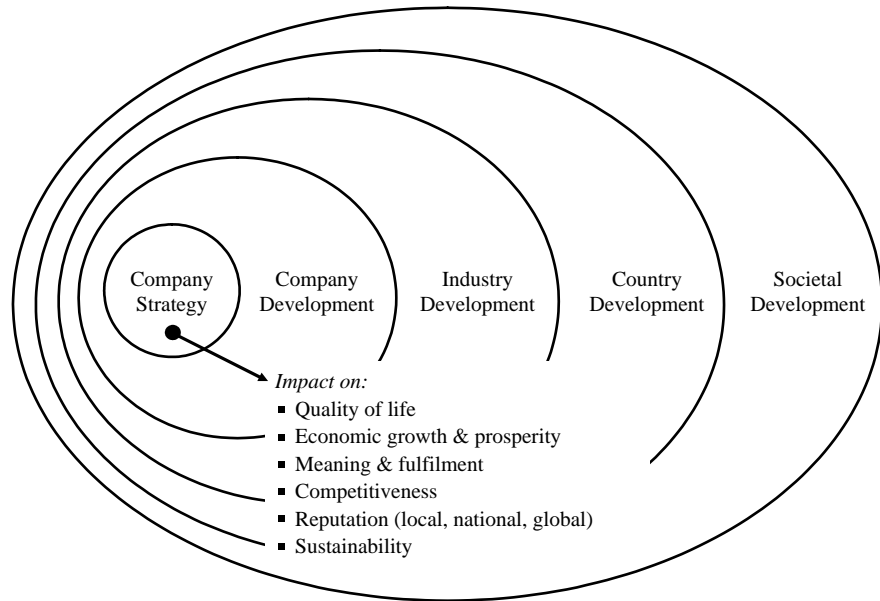 Company
Strategy
Company
Development
Industry
Development
Country
Development
Societal
Development
Impact on:
▪ Quality of life
▪ Economic growth & prosperity
▪ Meaning & fulfilment
▪ Competitiveness
▪ Reputation (local, national, global)
▪ Sustainability